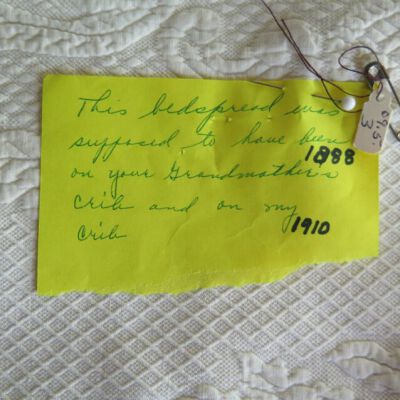 This bedspread was
supposed to have been
1888
on your Grandmother's
crib and on my
crib
1910